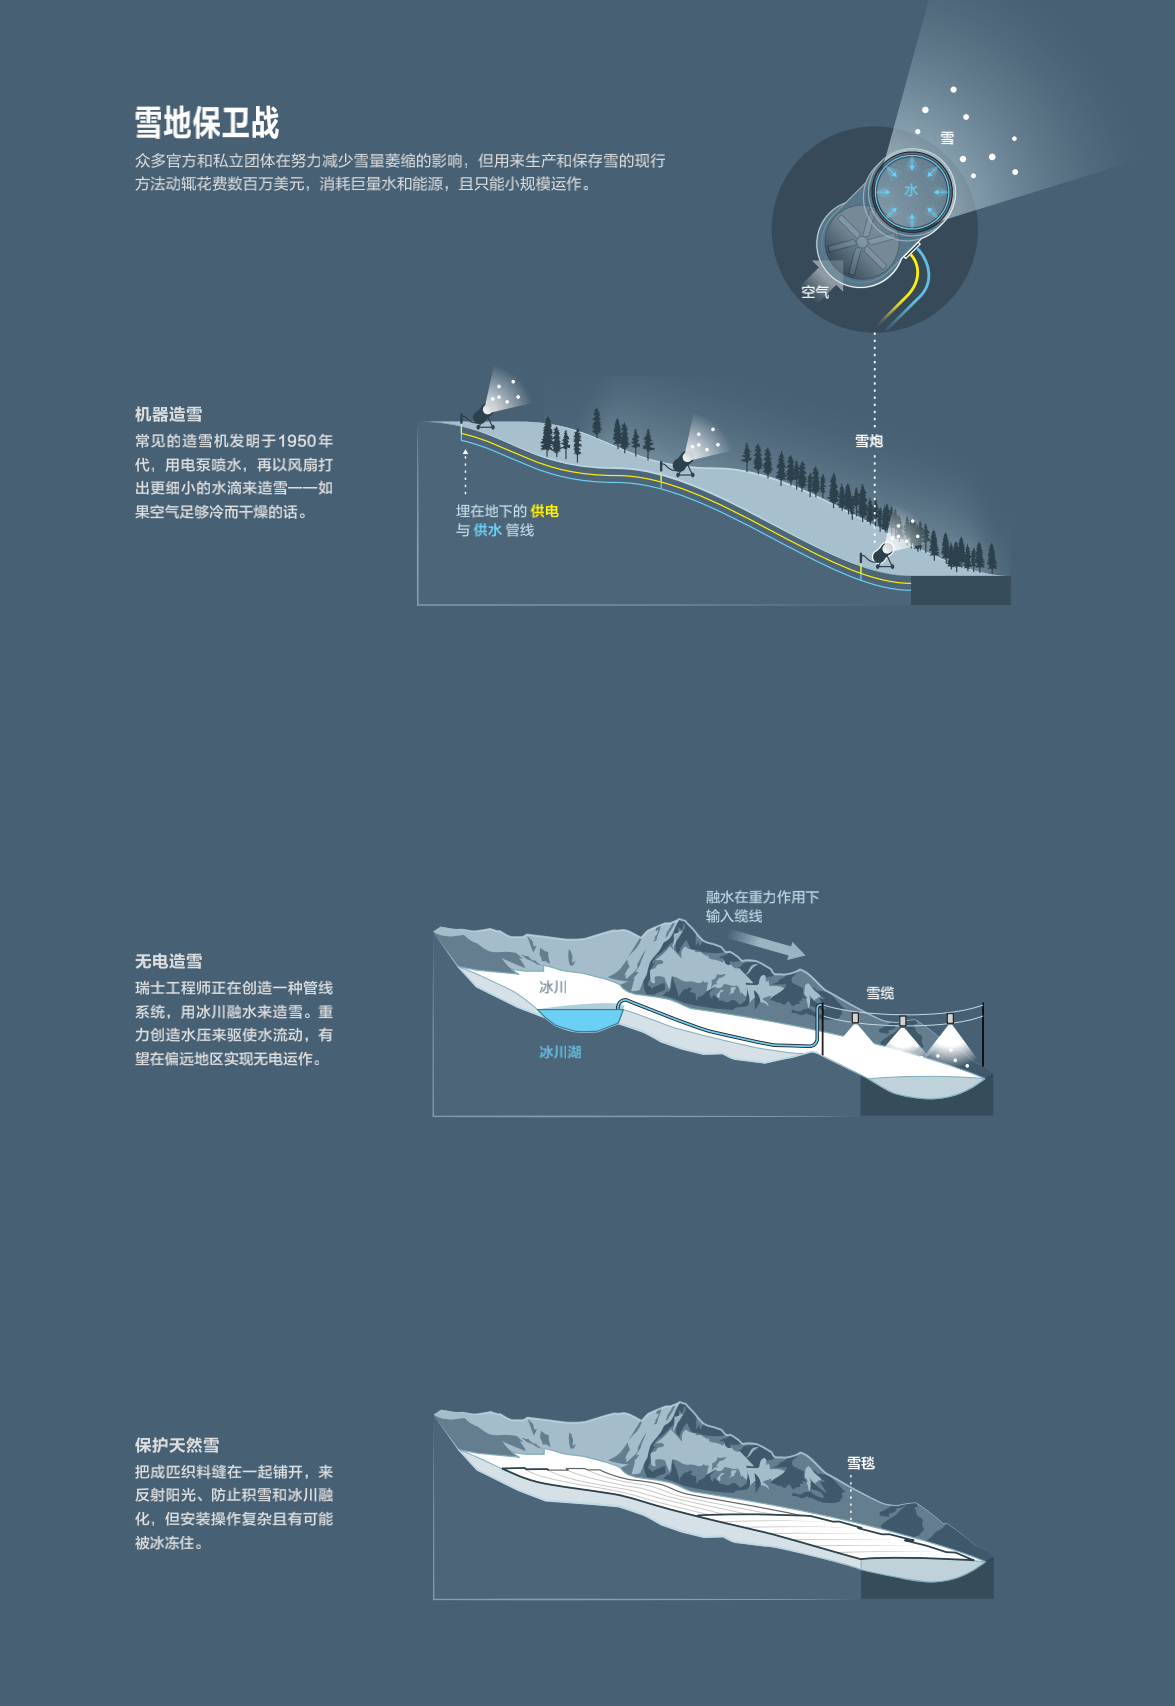 雪地保卫战
众多官方和私立团体在努力减少雪量萎缩的影响，但用来生产和保存雪的现行
方法动辄花费数百万美元，消耗巨量水和能源，且只能小规模运作。
雪
水
空气
机器造雪
常见的造雪机发明于1950年
代，用电泵喷水，再以风扇打
出更细小的水滴来造雪一一如
果空气足够冷而干燥的话。
雪炮
埋在地下的 供电
与 供水 管线
融水在重力作用下
输入缆线
无电造雪
瑞士工程师正在创造一种管线
系统，用冰川融水来造雪。重
力创造水压来驱使水流动，有
望在偏远地区实现无电运作。
冰川
雪缆
冰川湖
保护天然雪
把成匹织料缝在一起铺开，来
反射阳光、防止积雪和冰川融
化，但安装操作复杂且有可能
被冰冻住。
雪毯